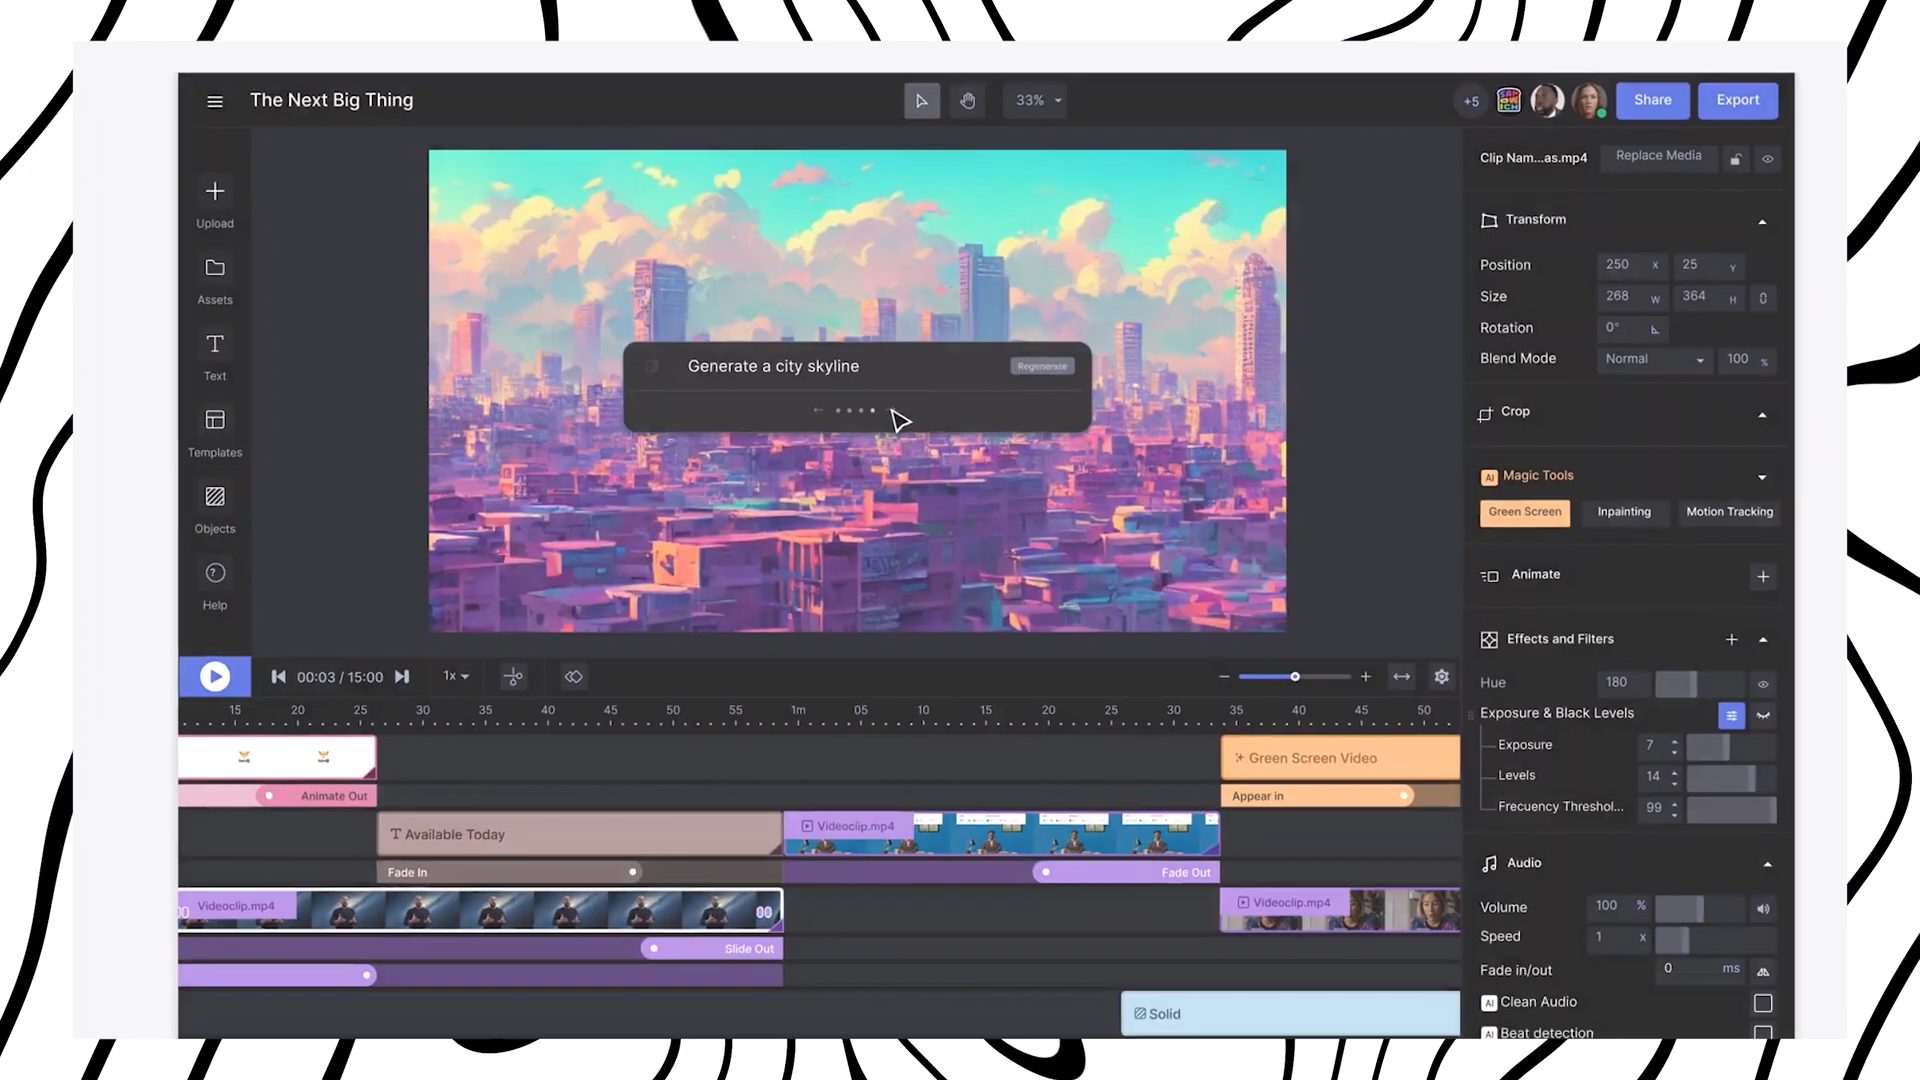 The Next Big Thing
33%
+5
Share
Export
Upload
Assets
Text
Templates
Objects
Help
Generate a city skyline
Regenerate
Clip Nam...as.mp4
Replace Media
Transform
Position 250 X 25 Y
Size 268 W 364 H
Rotation 0°
Blend Mode Normal 100 %
Crop
AI Magic Tools
Green Screen Inpainting Motion Tracking
Animate
Effects and Filters
Hue 180
Exposure & Black Levels
Exposure 7
Levels 14
Frecuency Threshol... 99
Audio
Volume 100 %
Speed 1 x
Fade in/out 0 ms
AI Clean Audio
AI Beat detection
00:03 / 15:00
1x
15 20 25 30 35 40 45 50 55 1m 05 10 15 20 25 30 35 40 45 50
Green Screen Video
Animate Out
Appear in
T Available Today
Videoclip.mp4
Fade In
Fade Out
Videoclip.mp4
Videoclip.mp4
Slide Out
Solid